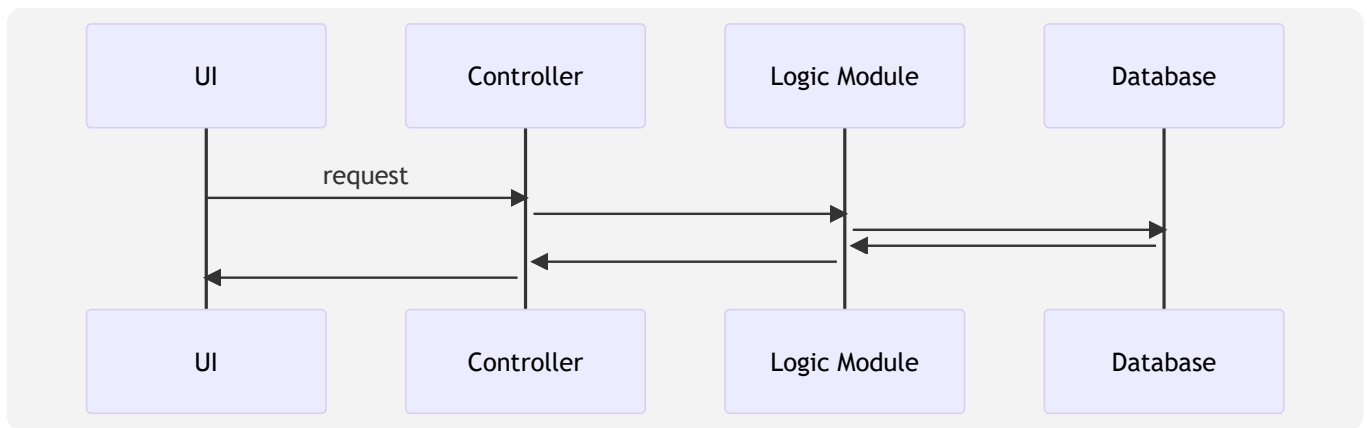 UI
Controller
Logic Module
Database
request
UI
Controller
Logic Module
Database